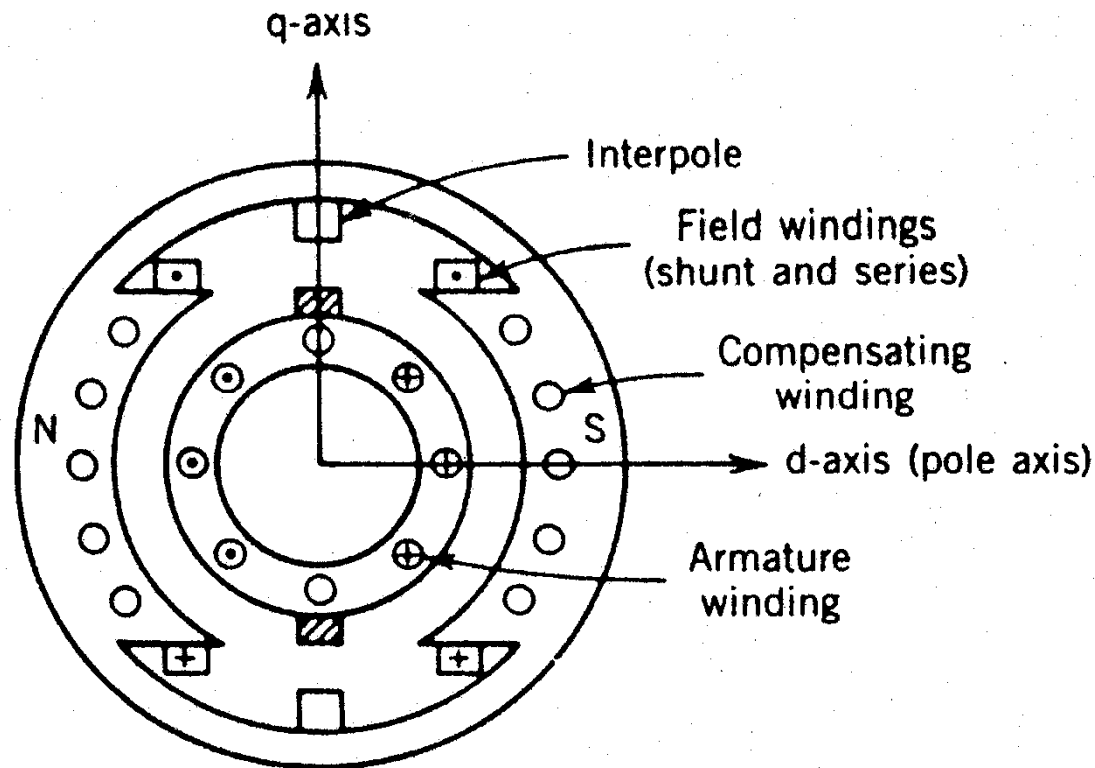 q-axis
Interpole
Field windings
(shunt and series)
Compensating
winding
N
S
d-axis (pole axis)
Armature
winding